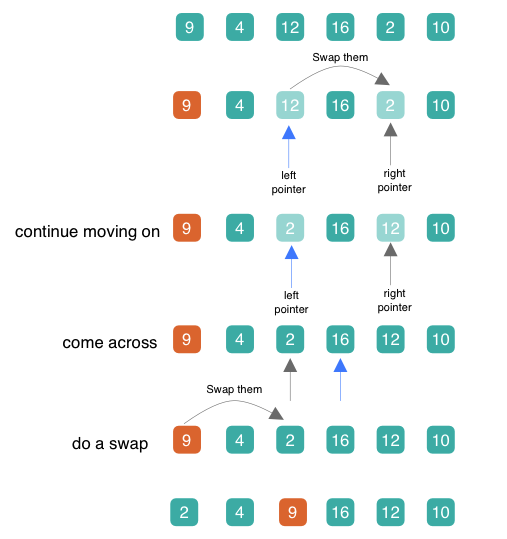 9 4 12 16 2 10
Swap them
9 4 12 16 2 10
left
pointer
right
pointer
continue moving on 9 4 2 16 12 10
left
pointer
right
pointer
come across 9 4 2 16 12 10
Swap them
do a swap 9 4 2 16 12 10
2 4 9 16 12 10